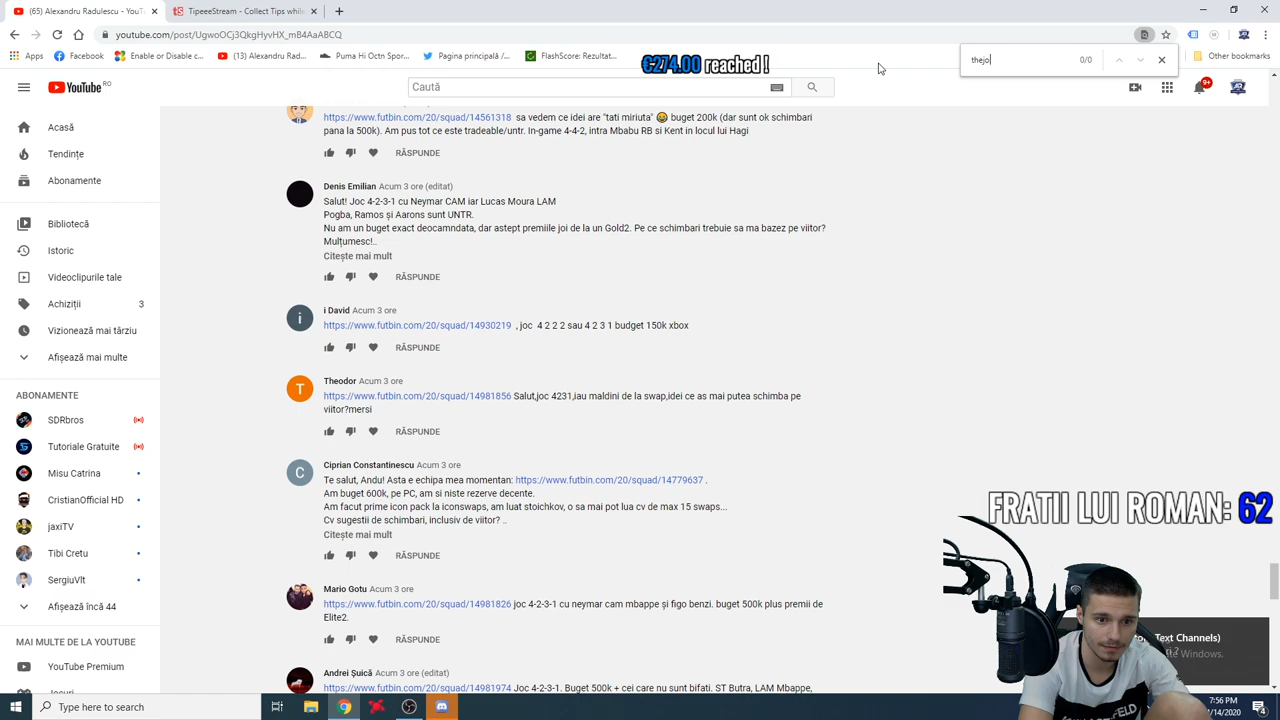 (65) Alexandru Radulescu - YouT
TipeeeStream - Collect Tips while
youtube.com/post/UgwoOCj3QkgHyvHX_mB4AaABCQ
Apps
Facebook
Enable or Disable c...
(11) Alexandru Rad...
Puma Hi Octn Spor...
Pagina principală /...
FlashScore: Rezultat...
Other bookmarks
€274.00 reached !
thejo
0/0
YouTube RO
Caută
9+
Acasă
Tendințe
Abonamente
Bibliotecă
Istoric
Videoclipurile tale
Achiziții 3
Vizionează mai târziu
Afișează mai multe
ABONAMENTE
SDRbros
Tutoriale Gratuite
Misu Catrina
CristianOfficial HD
jaxiTV
Tibi Cretu
SergiuVlt
Afișează încă 44
MAI MULTE DE LA YOUTUBE
YouTube Premium
https://www.futbin.com/20/squad/14561318 sa vedem ce idei are "tati miriuta" 😂 buget 200k (dar sunt ok schimbari
pana la 500k). Am pus tot ce este tradeable/untr. In-game 4-4-2, intra Mbabu RB si Kent in locul lui Hagi
RĂSPUNDE
Denis Emilian Acum 3 ore (editat)
Salut! Joc 4-2-3-1 cu Neymar CAM iar Lucas Moura LAM
Pogba, Ramos și Aarons sunt UNTR.
Nu am un buget exact deocamndata, dar astept premiile joi de la un Gold2. Pe ce schimbari trebuie sa ma bazez pe viitor?
Mulțumesc!..
Citește mai mult
RĂSPUNDE
i David Acum 3 ore
https://www.futbin.com/20/squad/14930219 , joc 4 2 2 2 sau 4 2 3 1 budget 150k xbox
RĂSPUNDE
Theodor Acum 3 ore
https://www.futbin.com/20/squad/14981856 Salut,joc 4231,iau maldini de la swap,idei ce as mai putea schimba pe
viitor?mersi
RĂSPUNDE
Ciprian Constantinescu Acum 3 ore
Te salut, Andu! Asta e echipa mea momentan: https://www.futbin.com/20/squad/14779637 .
Am buget 600k, pe PC, am si niste rezerve decente.
Am facut prime icon pack la iconswaps, am luat stoichkov, o sa mai pot lua cv de max 15 swaps...
Cv sugestii de schimbari, inclusiv de viitor? ..
Citește mai mult
RĂSPUNDE
Mario Gotu Acum 3 ore
https://www.futbin.com/20/squad/14981826 joc 4-2-3-1 cu neymar cam mbappe și figo benzi. buget 500k plus premii de
Elite2.
RĂSPUNDE
Andrei Șuică Acum 3 ore (editat)
https://www.futbin.com/20/squad/14981974 Joc 4-2-3-1. Buget 500k + cei care nu sunt bifati. ST Butra, LAM Mbappe,
FRATII LUI ROMAN: 62
Text Channels)
Windows.
Type here to search
7:56 PM
/14/2020
4